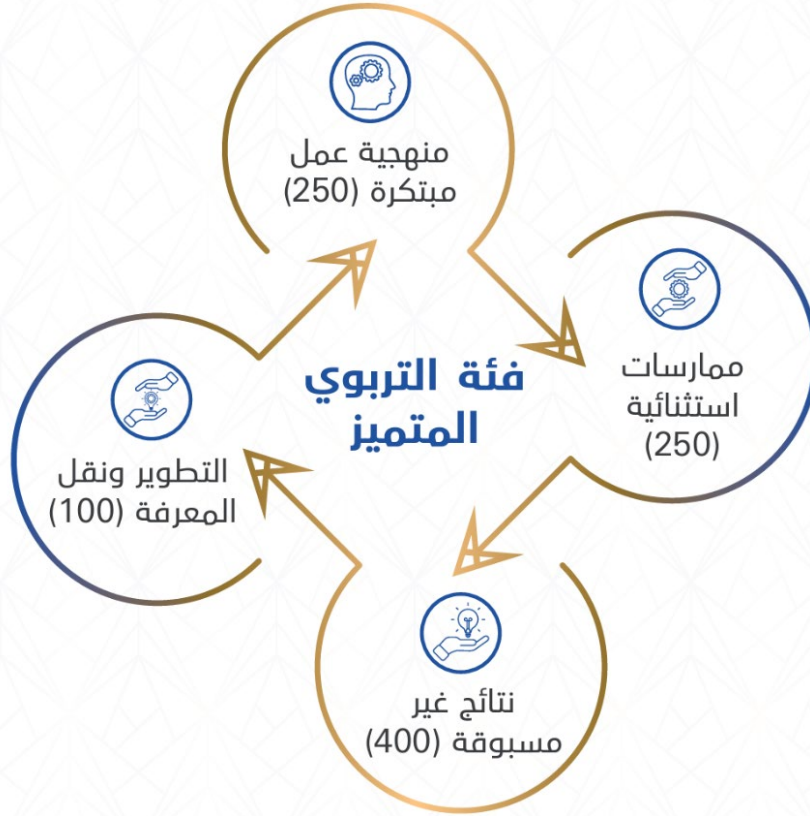 منهجية عمل
مبتكرة (250)
ممارسات
استثنائية
(250)
فئة التربوي
المتميز
التطوير ونقل
المعرفة (100)
نتائج غير
مسبوقة (400)